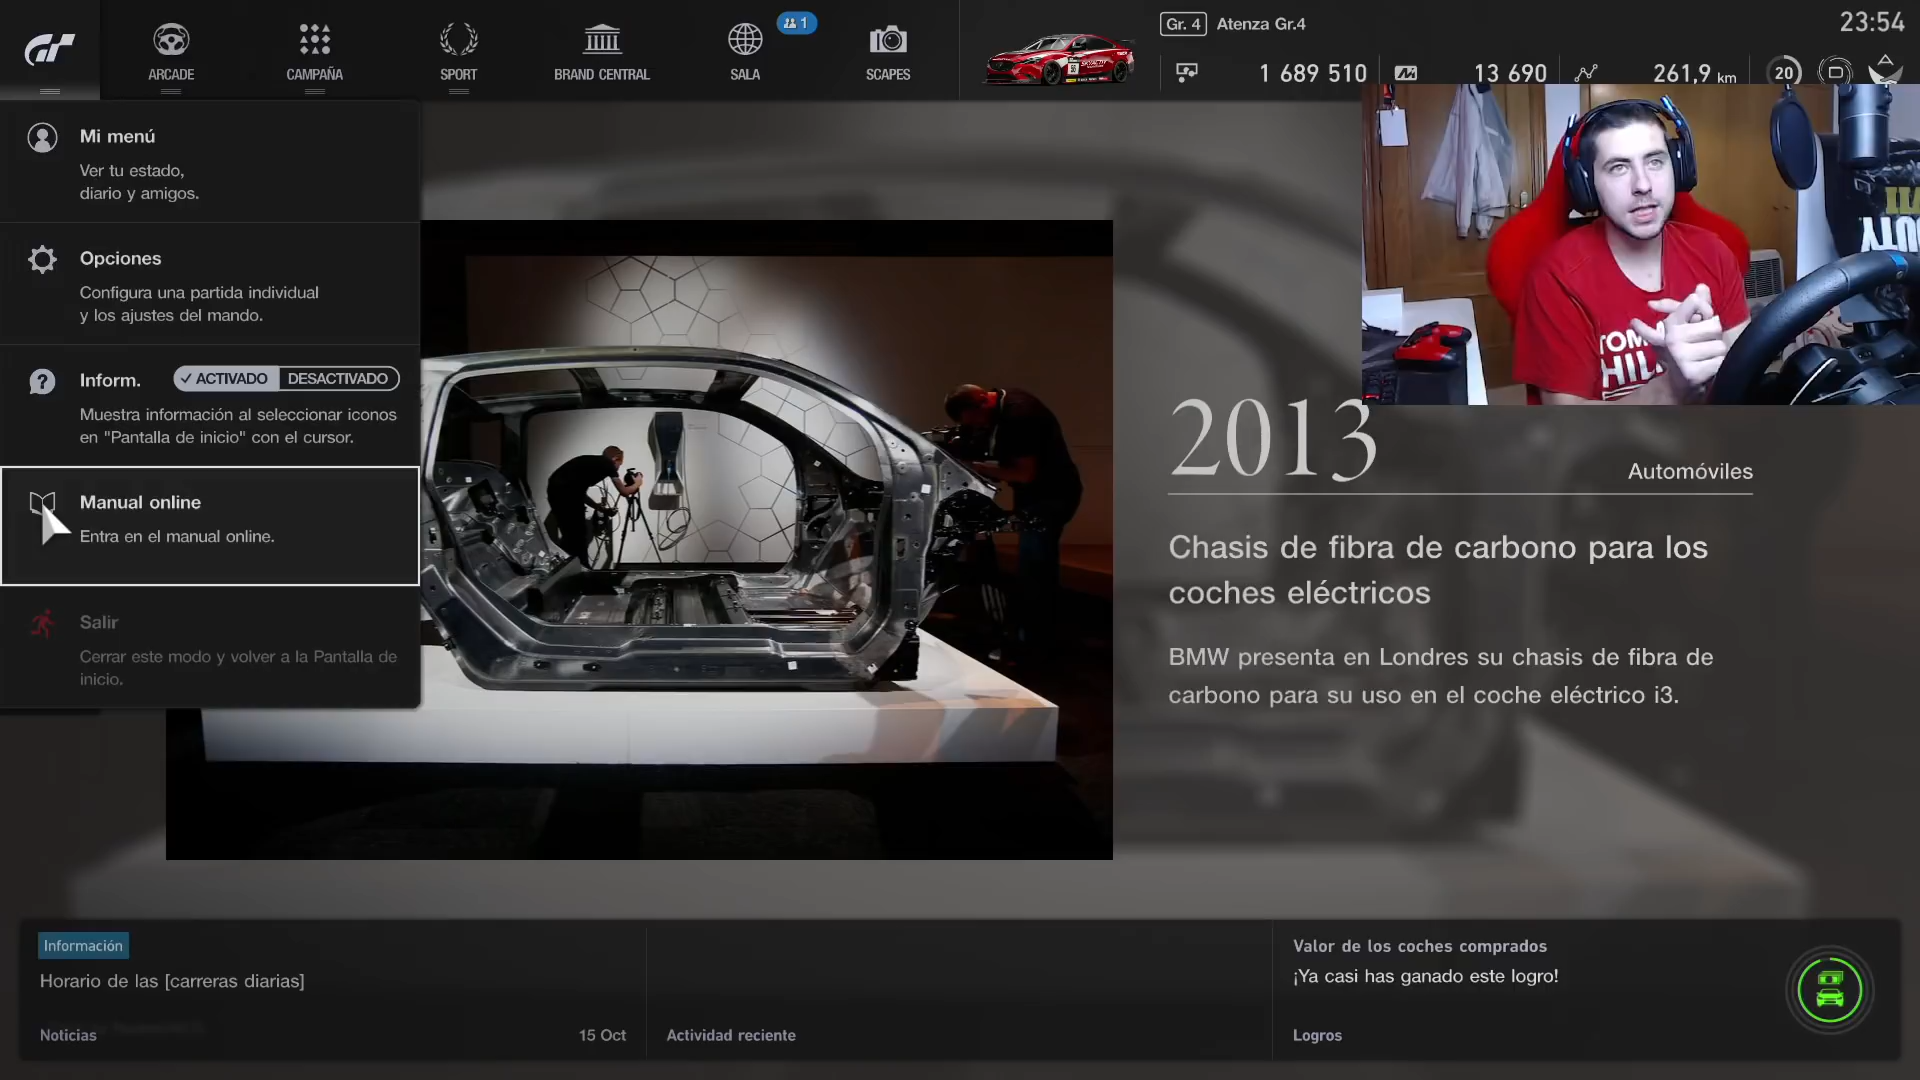 ARCADE
CAMPAÑA
SPORT
BRAND CENTRAL
1
SALA
SCAPES
Gr. 4 Atenza Gr.4
23:54
1 689 510
13 690
261,9 km
20
Mi menú
Ver tu estado,
diario y amigos.
Opciones
Configura una partida individual
y los ajustes del mando.
Inform. ✓ ACTIVADO DESACTIVADO
Muestra información al seleccionar iconos
en "Pantalla de inicio" con el cursor.
Manual online
Entra en el manual online.
Salir
Cerrar este modo y volver a la Pantalla de
inicio.
2013
Automóviles
Chasis de fibra de carbono para los
coches eléctricos
BMW presenta en Londres su chasis de fibra de
carbono para su uso en el coche eléctrico i3.
Información
Horario de las [carreras diarias]
Noticias
15 Oct
Actividad reciente
Valor de los coches comprados
¡Ya casi has ganado este logro!
Logros